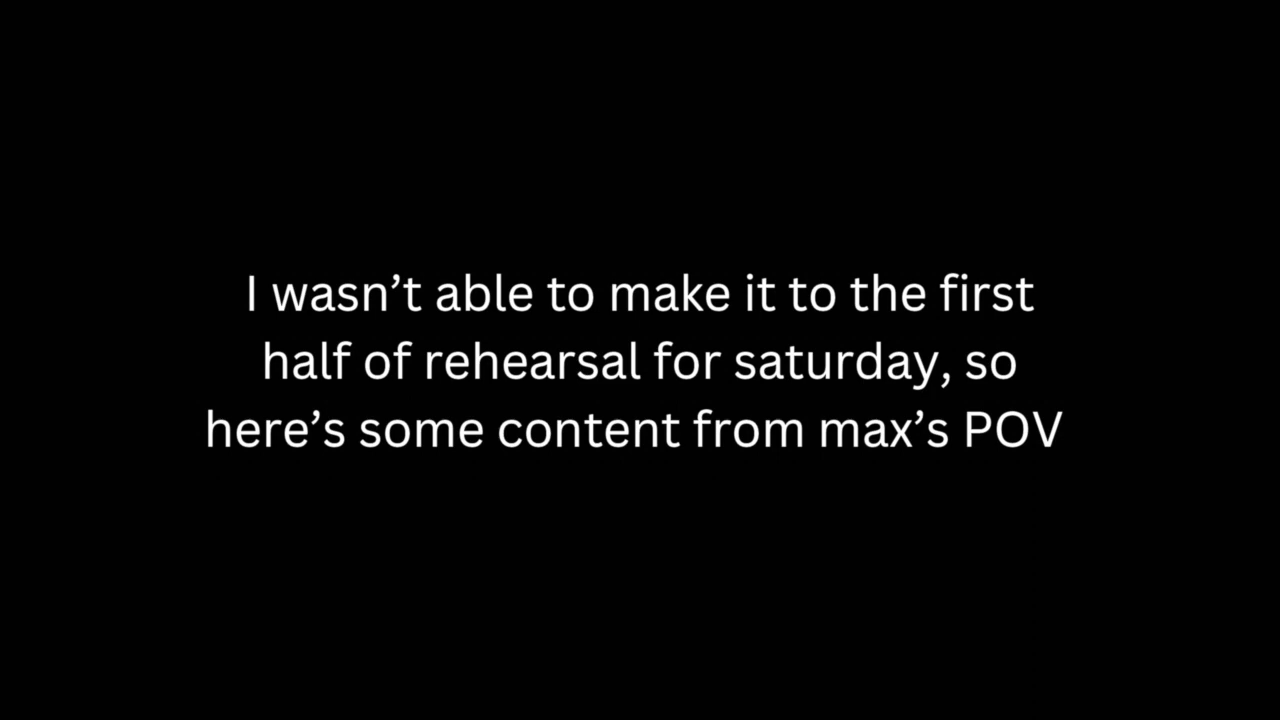 I wasn’t able to make it to the first
half of rehearsal for saturday, so
here’s some content from max’s POV